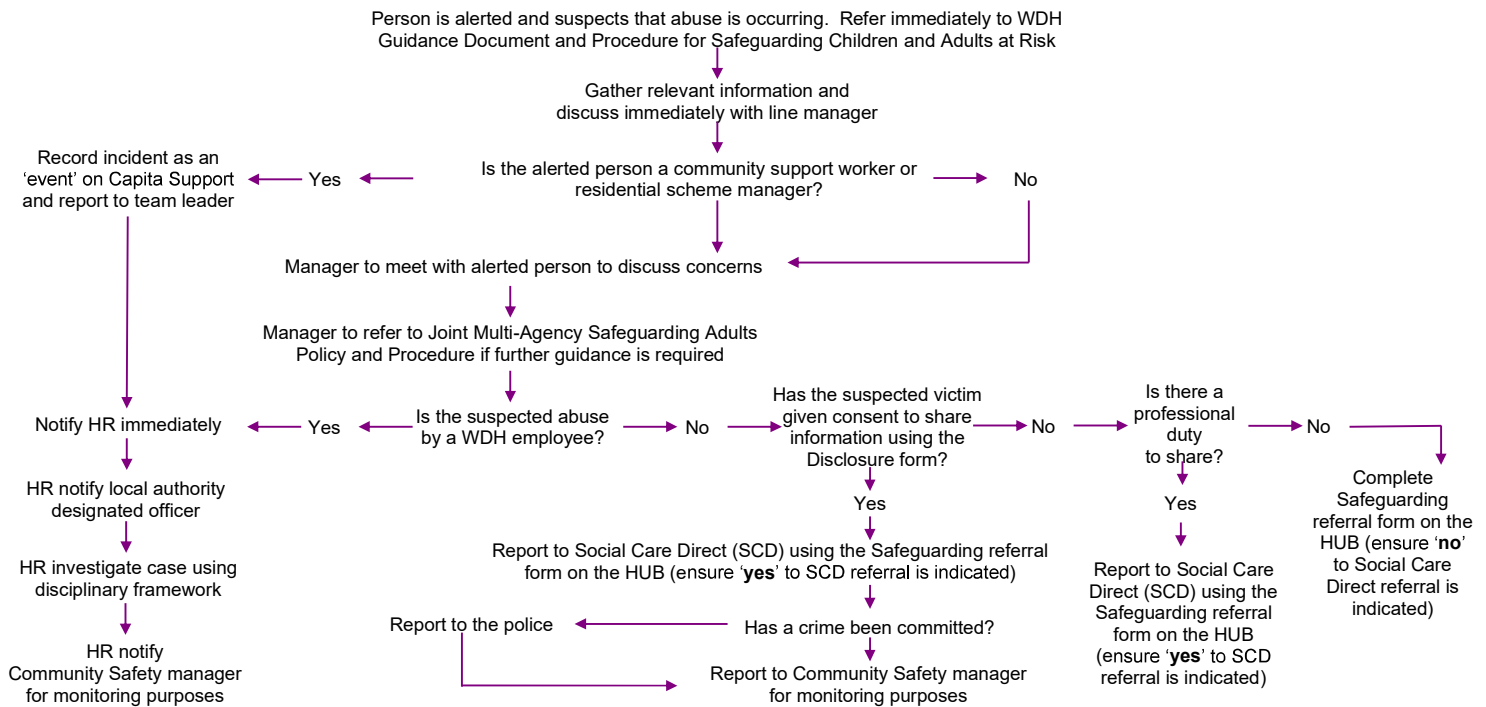 Person is alerted and suspects that abuse is occurring.  Refer immediately to WDH
Guidance Document and Procedure for Safeguarding Children and Adults at Risk
Gather relevant information and
discuss immediately with line manager
Is the alerted person a community support worker or
residential scheme manager?
Yes
Record incident as an
‘event’ on Capita Support
and report to team leader
No
Manager to meet with alerted person to discuss concerns
Manager to refer to Joint Multi-Agency Safeguarding Adults
Policy and Procedure if further guidance is required
Is the suspected abuse
by a WDH employee?
Yes
Notify HR immediately
HR notify local authority
designated officer
HR investigate case using
disciplinary framework
HR notify
Community Safety manager
for monitoring purposes
No
Has the suspected victim
given consent to share
information using the
Disclosure form?
Yes
Report to Social Care Direct (SCD) using the Safeguarding referral
form on the HUB (ensure ‘yes’ to SCD referral is indicated)
Has a crime been committed?
Report to the police
Report to Community Safety manager
for monitoring purposes
No
Is there a
professional
duty
to share?
Yes
Report to Social Care
Direct (SCD) using the
Safeguarding referral
form on the HUB
(ensure ‘yes’ to SCD
referral is indicated)
No
Complete
Safeguarding
referral form on the
HUB (ensure ‘no’
to Social Care
Direct referral is
indicated)